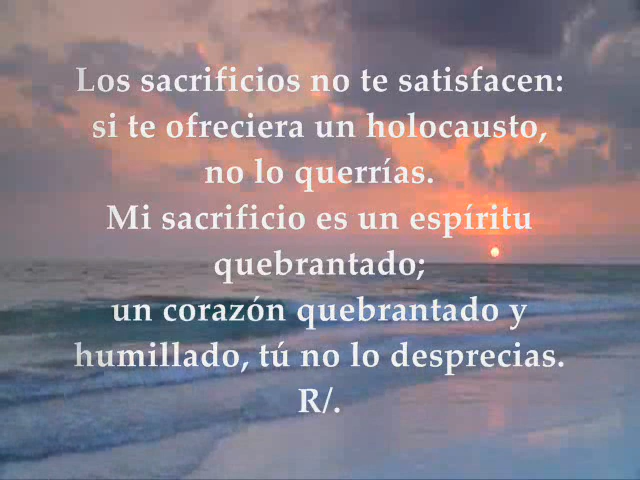 Los sacrificios no te satisfacen:
si te ofreciera un holocausto,
no lo querrías.
Mi sacrificio es un espíritu
quebrantado;
un corazón quebrantado y
humillado, tú no lo desprecias.
R/.